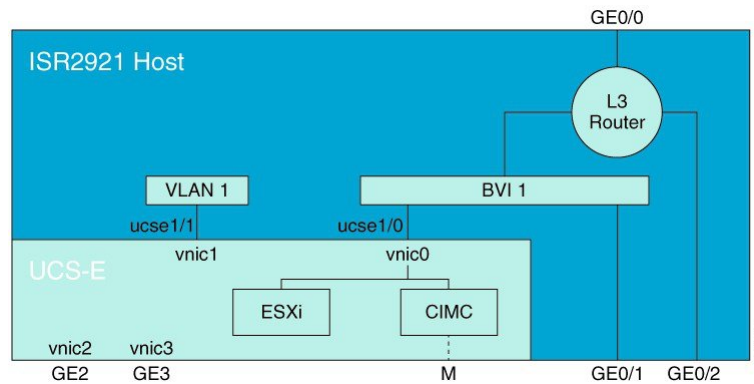 GE0/0
ISR2921 Host
L3
Router
VLAN 1
BVI 1
ucse1/1
ucse1/0
vnic1
vnic0
UCS-E
ESXi
CIMC
vnic2
vnic3
GE2
GE3
M
GE0/1
GE0/2